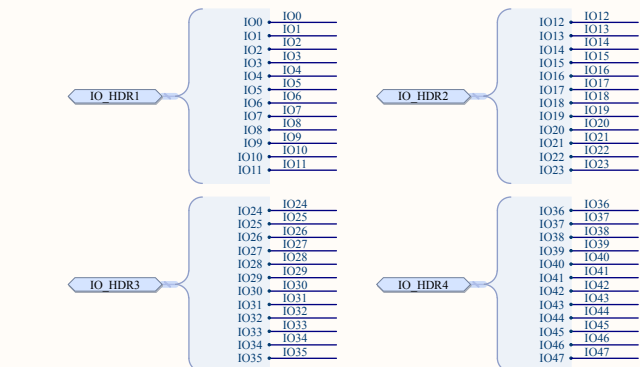 IO0 IO0
IO1 IO1
IO2 IO2
IO3 IO3
IO4 IO4
IO5 IO5
IO_HDR1
IO6 IO6
IO7 IO7
IO8 IO8
IO9 IO9
IO10 IO10
IO11 IO11
IO12 IO12
IO13 IO13
IO14 IO14
IO15 IO15
IO16 IO16
IO17 IO17
IO_HDR2
IO18 IO18
IO19 IO19
IO20 IO20
IO21 IO21
IO22 IO22
IO23 IO23
IO24 IO24
IO25 IO25
IO26 IO26
IO27 IO27
IO28 IO28
IO29 IO29
IO_HDR3
IO30 IO30
IO31 IO31
IO32 IO32
IO33 IO33
IO34 IO34
IO35 IO35
IO36 IO36
IO37 IO37
IO38 IO38
IO39 IO39
IO40 IO40
IO41 IO41
IO_HDR4
IO42 IO42
IO43 IO43
IO44 IO44
IO45 IO45
IO46 IO46
IO47 IO47